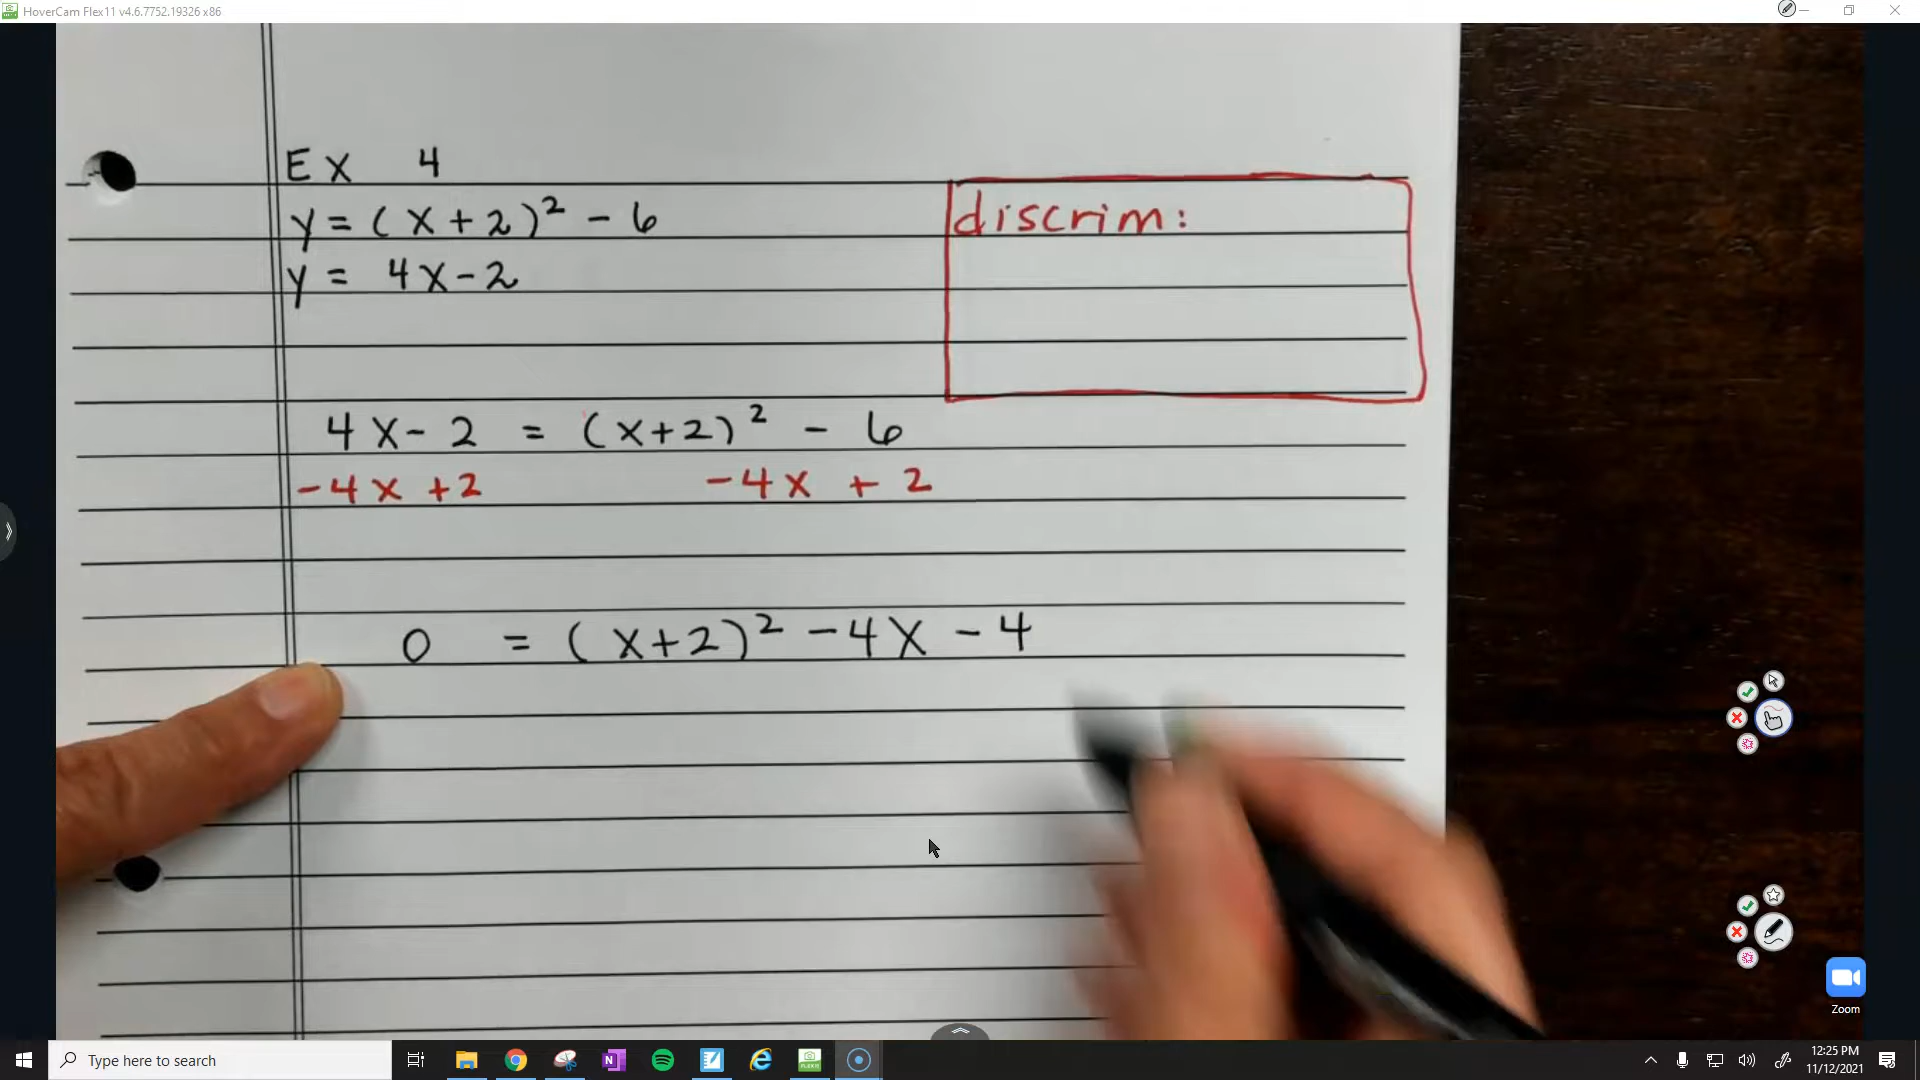 HoverCam Flex11 v4.6.7752.19326 x86
EX 4
y = (x+2)² - 6
y = 4x-2
discrim:
4x-2 = (x+2)² - 6
-4x +2 -4x + 2
0 = (x+2)² -4x -4
Zoom
Type here to search
12:25 PM
11/12/2021